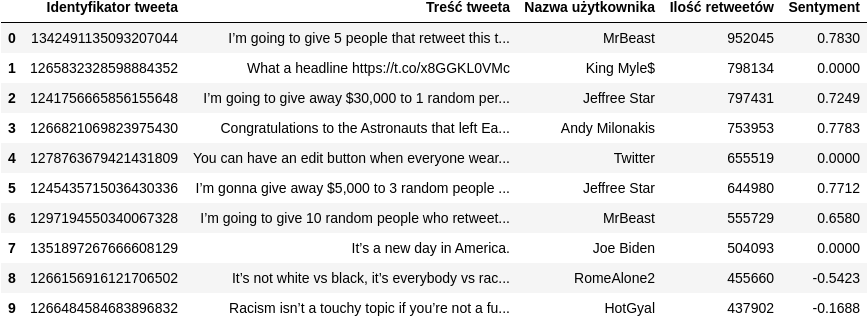 Identyfikator tweeta Treść tweeta Nazwa użytkownika Ilość retweetów Sentyment
0 1342491135093207044 I’m going to give 5 people that retweet this t... MrBeast 952045 0.7830
1 1265832328598884352 What a headline https://t.co/x8GGKL0VMc King Myle$ 798134 0.0000
2 1241756665856155648 I’m going to give away $30,000 to 1 random per... Jeffree Star 797431 0.7249
3 1266821069823975430 Congratulations to the Astronauts that left Ea... Andy Milonakis 753953 0.7783
4 1278763679421431809 You can have an edit button when everyone wear... Twitter 655519 0.0000
5 1245435715036430336 I’m gonna give away $5,000 to 3 random people ... Jeffree Star 644980 0.7712
6 1297194550340067328 I’m going to give 10 random people who retweet... MrBeast 555729 0.6580
7 1351897267666608129 It’s a new day in America. Joe Biden 504093 0.0000
8 1266156916121706502 It’s not white vs black, it’s everybody vs rac... RomeAlone2 455660 -0.5423
9 1266484584683896832 Racism isn’t a touchy topic if you’re not a fu... HotGyal 437902 -0.1688